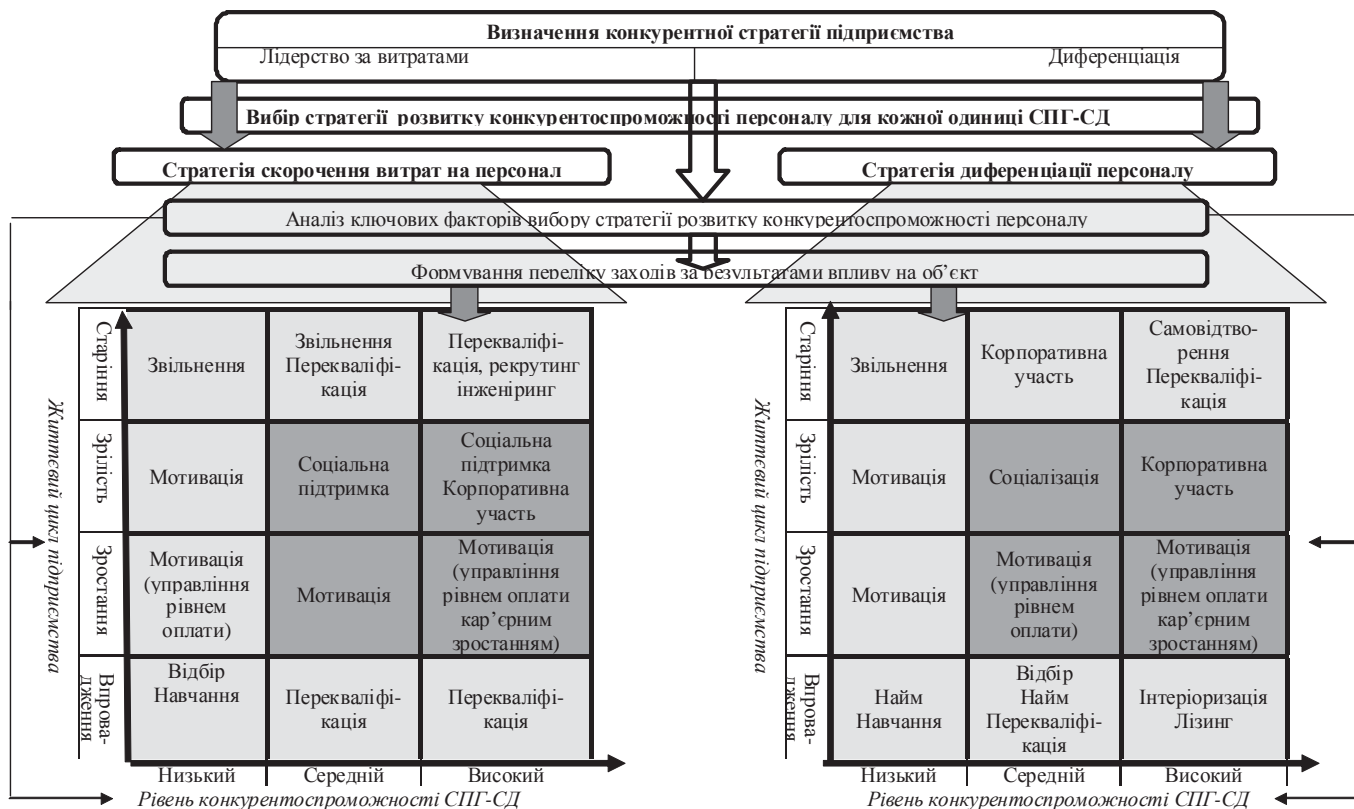 Визначення конкурентної стратегії підприємства
Лідерство за витратами
Диференціація
Вибір стратегії розвитку конкурентоспроможності персоналу для кожної одиниці СПГ-СД
Стратегія скорочення витрат на персонал
Стратегія диференціації персоналу
Аналіз ключових факторів вибору стратегії розвитку конкурентоспроможності персоналу
Формування переліку заходів за результатами впливу на об’єкт
Життєвий цикл підприємства
Старіння
Звільнення
Звільнення
Перекваліфі-
кація
Перекваліфі-
кація, рекрутинг
інженіринг
Зрілість
Мотивація
Соціальна
підтримка
Соціальна
підтримка
Корпоративна
участь
Зростання
Мотивація
(управління
рівнем
оплати)
Мотивація
Мотивація
(управління
рівнем оплати
кар’єрним
зростанням)
Впрова-
дження
Відбір
Навчання
Перекваліфі-
кація
Перекваліфі-
кація
Низький
Середній
Високий
Рівень конкурентоспроможності СПГ-СД
Життєвий цикл підприємства
Старіння
Звільнення
Корпоративна
участь
Самовідтво-
рення
Перекваліфі-
кація
Зрілість
Мотивація
Соціалізація
Корпоративна
участь
Зростання
Мотивація
Мотивація
(управління
рівнем
оплати)
Мотивація
(управління
рівнем оплати
кар’єрним
зростанням)
Впрова-
дження
Найм
Навчання
Відбір
Найм
Перекваліфі-
кація
Інтеріоризація
Лізинг
Низький
Середній
Високий
Рівень конкурентоспроможності СПГ-СД